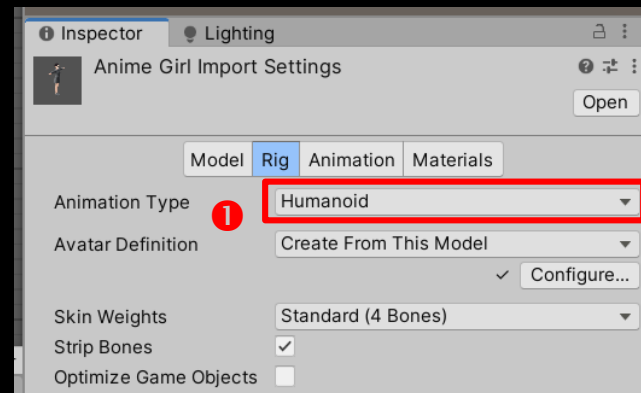 Inspector Lighting
Anime Girl Import Settings
Open
Model Rig Animation Materials
Animation Type Humanoid
1
Avatar Definition Create From This Model
Configure...
Skin Weights Standard (4 Bones)
Strip Bones
Optimize Game Objects